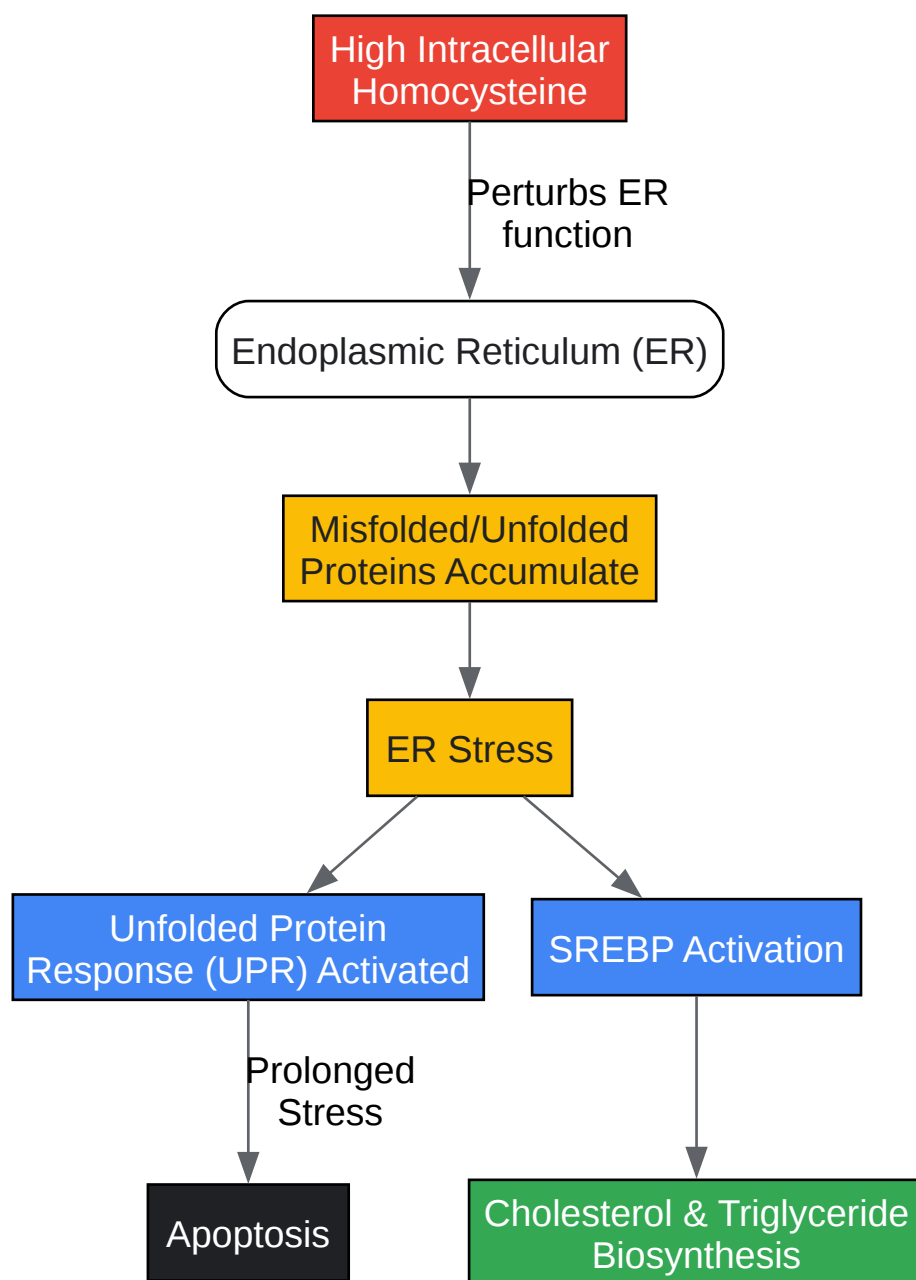 High Intracellular
Homocysteine
Perturbs ER
function
Endoplasmic Reticulum (ER)
Misfolded/Unfolded
Proteins Accumulate
ER Stress
Unfolded Protein
Response (UPR) Activated
SREBP Activation
Prolonged
Stress
Apoptosis
Cholesterol & Triglyceride
Biosynthesis